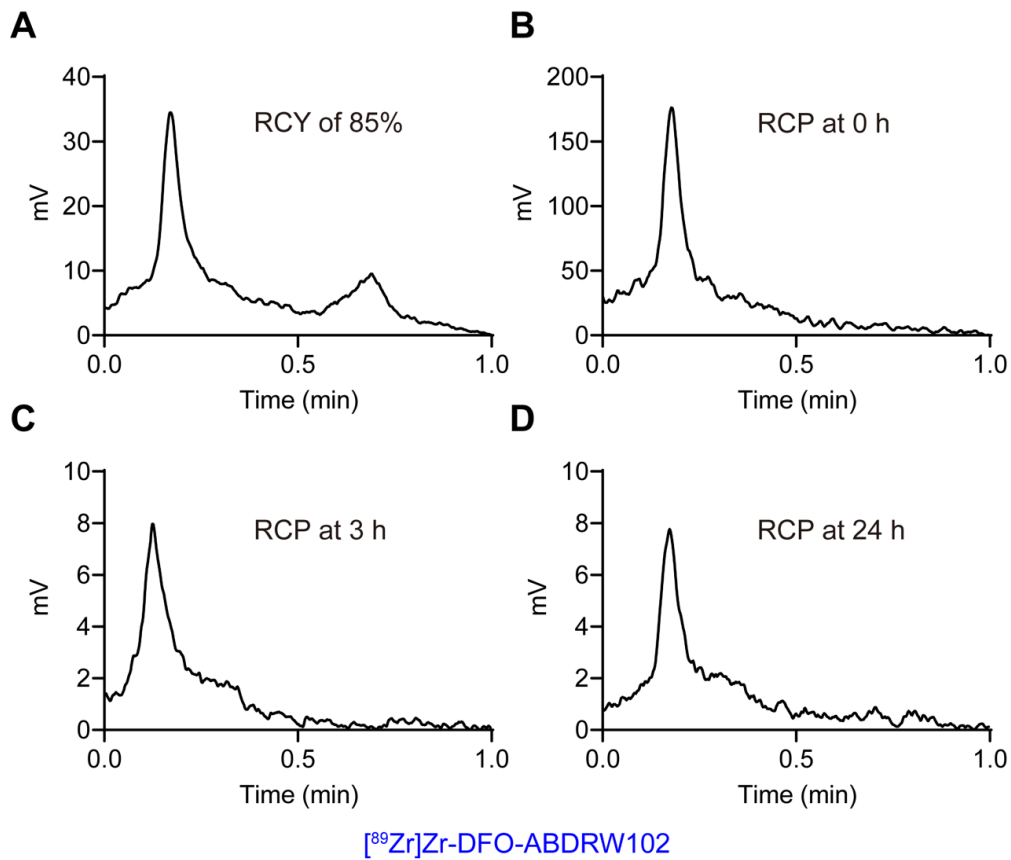 A
40
30
20
10
0
mV
RCY of 85%
0.0 0.5 1.0
Time (min)
B
200
150
100
50
0
mV
RCP at 0 h
0.0 0.5 1.0
Time (min)
C
10
8
6
4
2
0
mV
RCP at 3 h
0.0 0.5 1.0
Time (min)
D
10
8
6
4
2
0
mV
RCP at 24 h
0.0 0.5 1.0
Time (min)
[⁸⁹Zr]Zr-DFO-ABDRW102